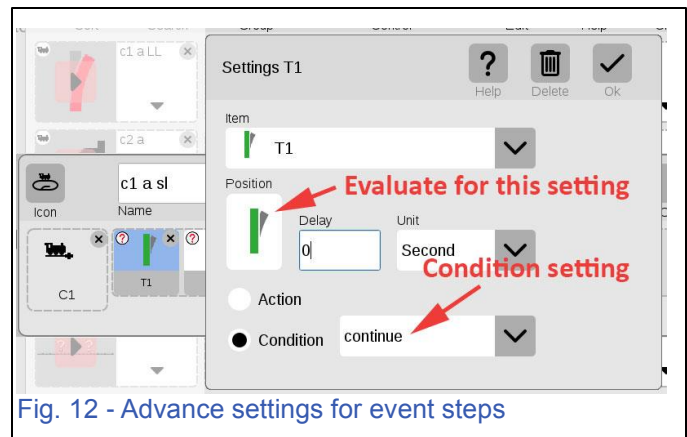 c1 a LL
c2 a
c1 a sl
Icon
Name
C1
T1
Settings T1
?
Help
Delete
Ok
Item
T1
Position
Evaluate for this setting
Delay
Unit
0
Second
Condition setting
Action
Condition
continue
Fig. 12 - Advance settings for event steps